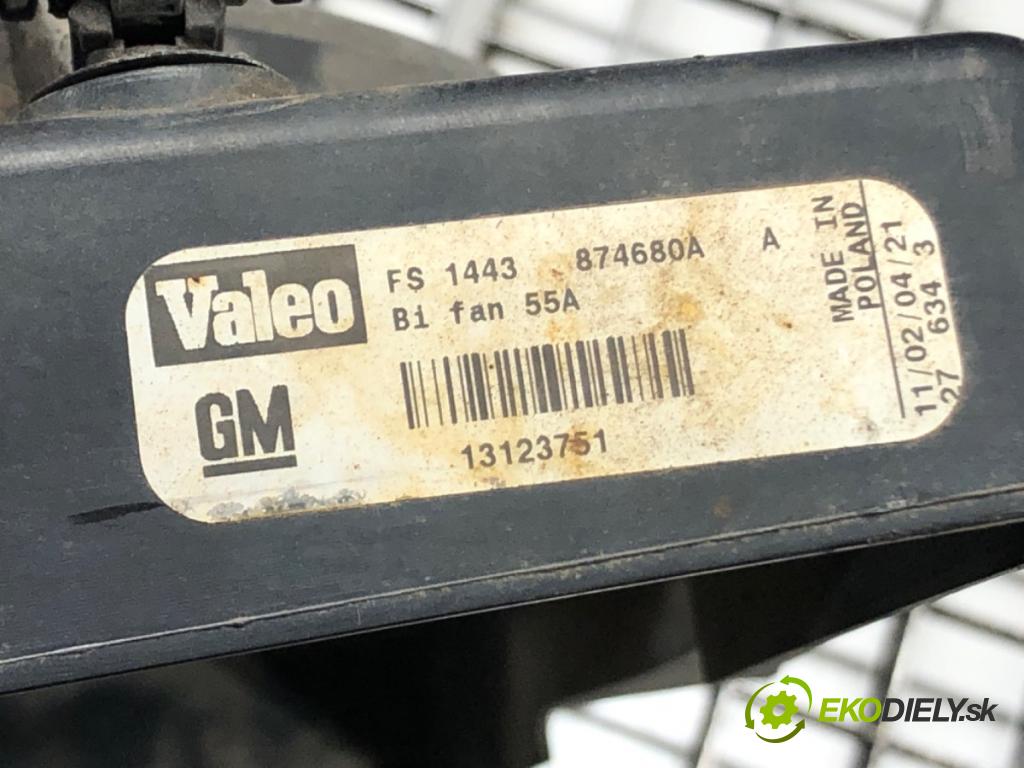 Valeo
FS 1443 874680A A
Bi fan 55A
GM
13123751
MADE IN
POLAND
11/02/04/21
27 634 3
EKODIELY.sk